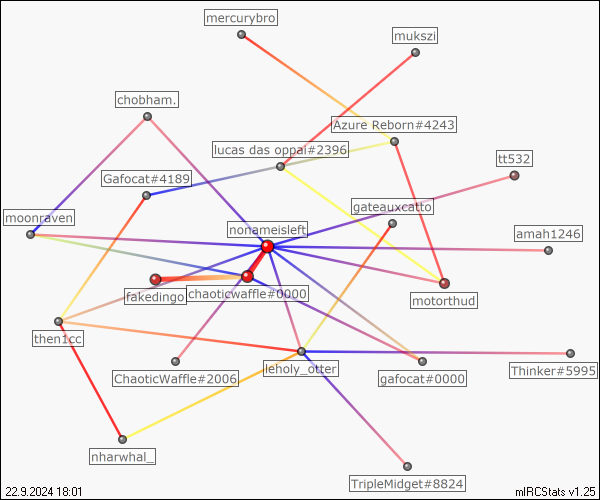 mercurybro
mukszi
chobham.
Azure Reborn#4243
lucas das oppai#2396
tt532
Gafocat#4189
gateauxcatto
moonraven
nonameisleft
amah1246
fakedingo
chaoticwaffle#0000
motorthud
then1cc
leholy_otter
ChaoticWaffle#2006
gafocat#0000
Thinker#5995
nharwhal_
TripleMidget#8824
22.9.2024 18:01
mIRCStats v1.25